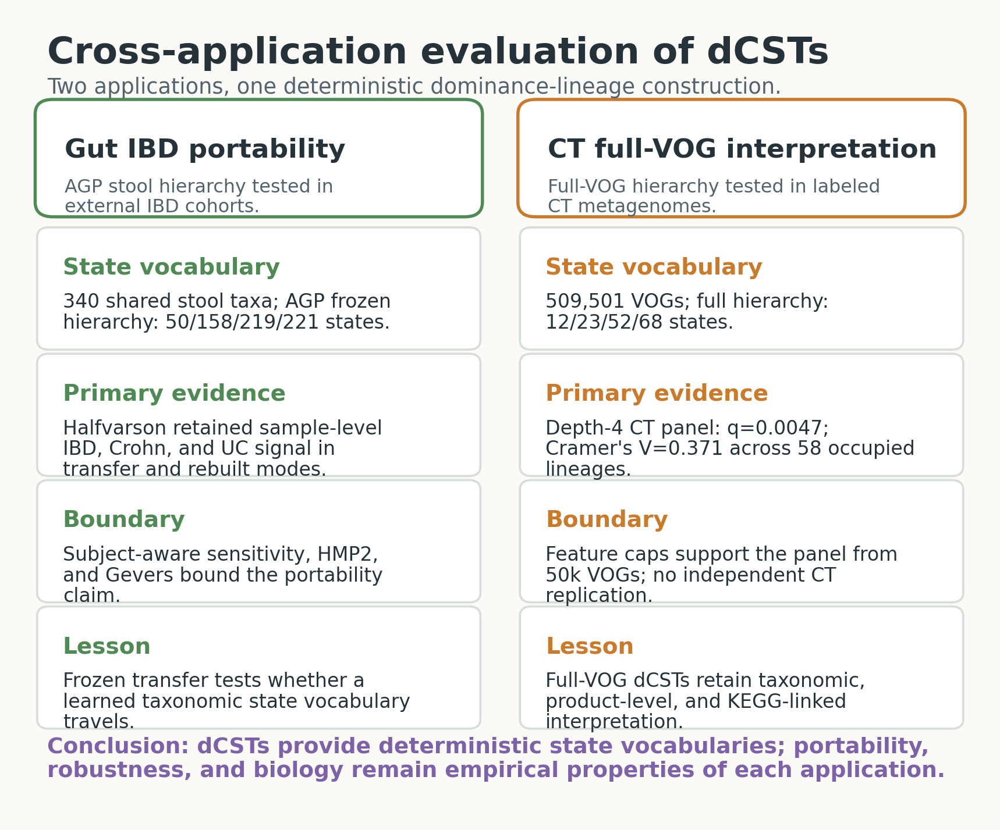 Cross-application evaluation of dCSTs
Two applications, one deterministic dominance-lineage construction.
Gut IBD portability
AGP stool hierarchy tested in
external IBD cohorts.
State vocabulary
340 shared stool taxa; AGP frozen
hierarchy: 50/158/219/221 states.
Primary evidence
Halfvarson retained sample-level
IBD, Crohn, and UC signal in
transfer and rebuilt modes.
Boundary
Subject-aware sensitivity, HMP2,
and Gevers bound the portability
claim.
Lesson
Frozen transfer tests whether a
learned taxonomic state vocabulary
travels.
CT full-VOG interpretation
Full-VOG hierarchy tested in labeled
CT metagenomes.
State vocabulary
509,501 VOGs; full hierarchy:
12/23/52/68 states.
Primary evidence
Depth-4 CT panel: q=0.0047;
Cramer's V=0.371 across 58 occupied
lineages.
Boundary
Feature caps support the panel from
50k VOGs; no independent CT
replication.
Lesson
Full-VOG dCSTs retain taxonomic,
product-level, and KEGG-linked
interpretation.
Conclusion: dCSTs provide deterministic state vocabularies; portability,
robustness, and biology remain empirical properties of each application.